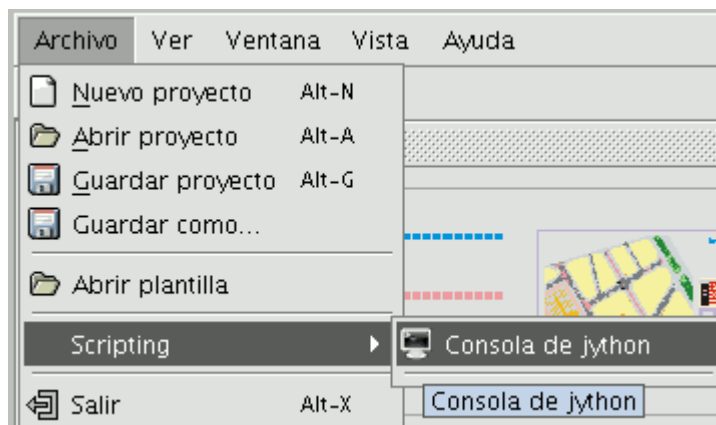 Archivo Ver Ventana Vista Ayuda
Nuevo proyecto Alt-N
Abrir proyecto Alt-A
Guardar proyecto Alt-G
Guardar como...
Abrir plantilla
Scripting Consola de jython
Salir Alt-X Consola de jython